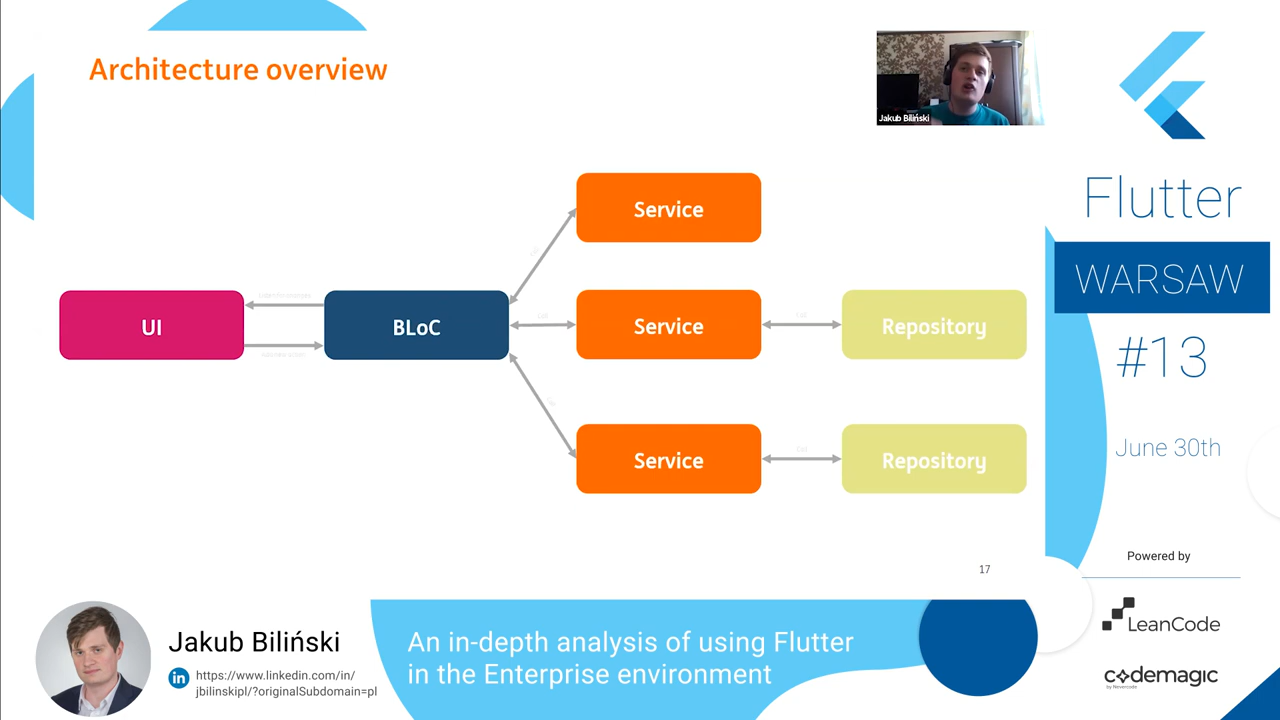 Architecture overview
Jakub Biliński
Service
UI
BLoC
Service
Repository
Service
Repository
17
Flutter
WARSAW
#13
June 30th
Powered by
LeanCode
codemagic
by Nevercode
Jakub Biliński
https://www.linkedin.com/in/
jbilinskipl/?originalSubdomain=pl
An in-depth analysis of using Flutter
in the Enterprise environment